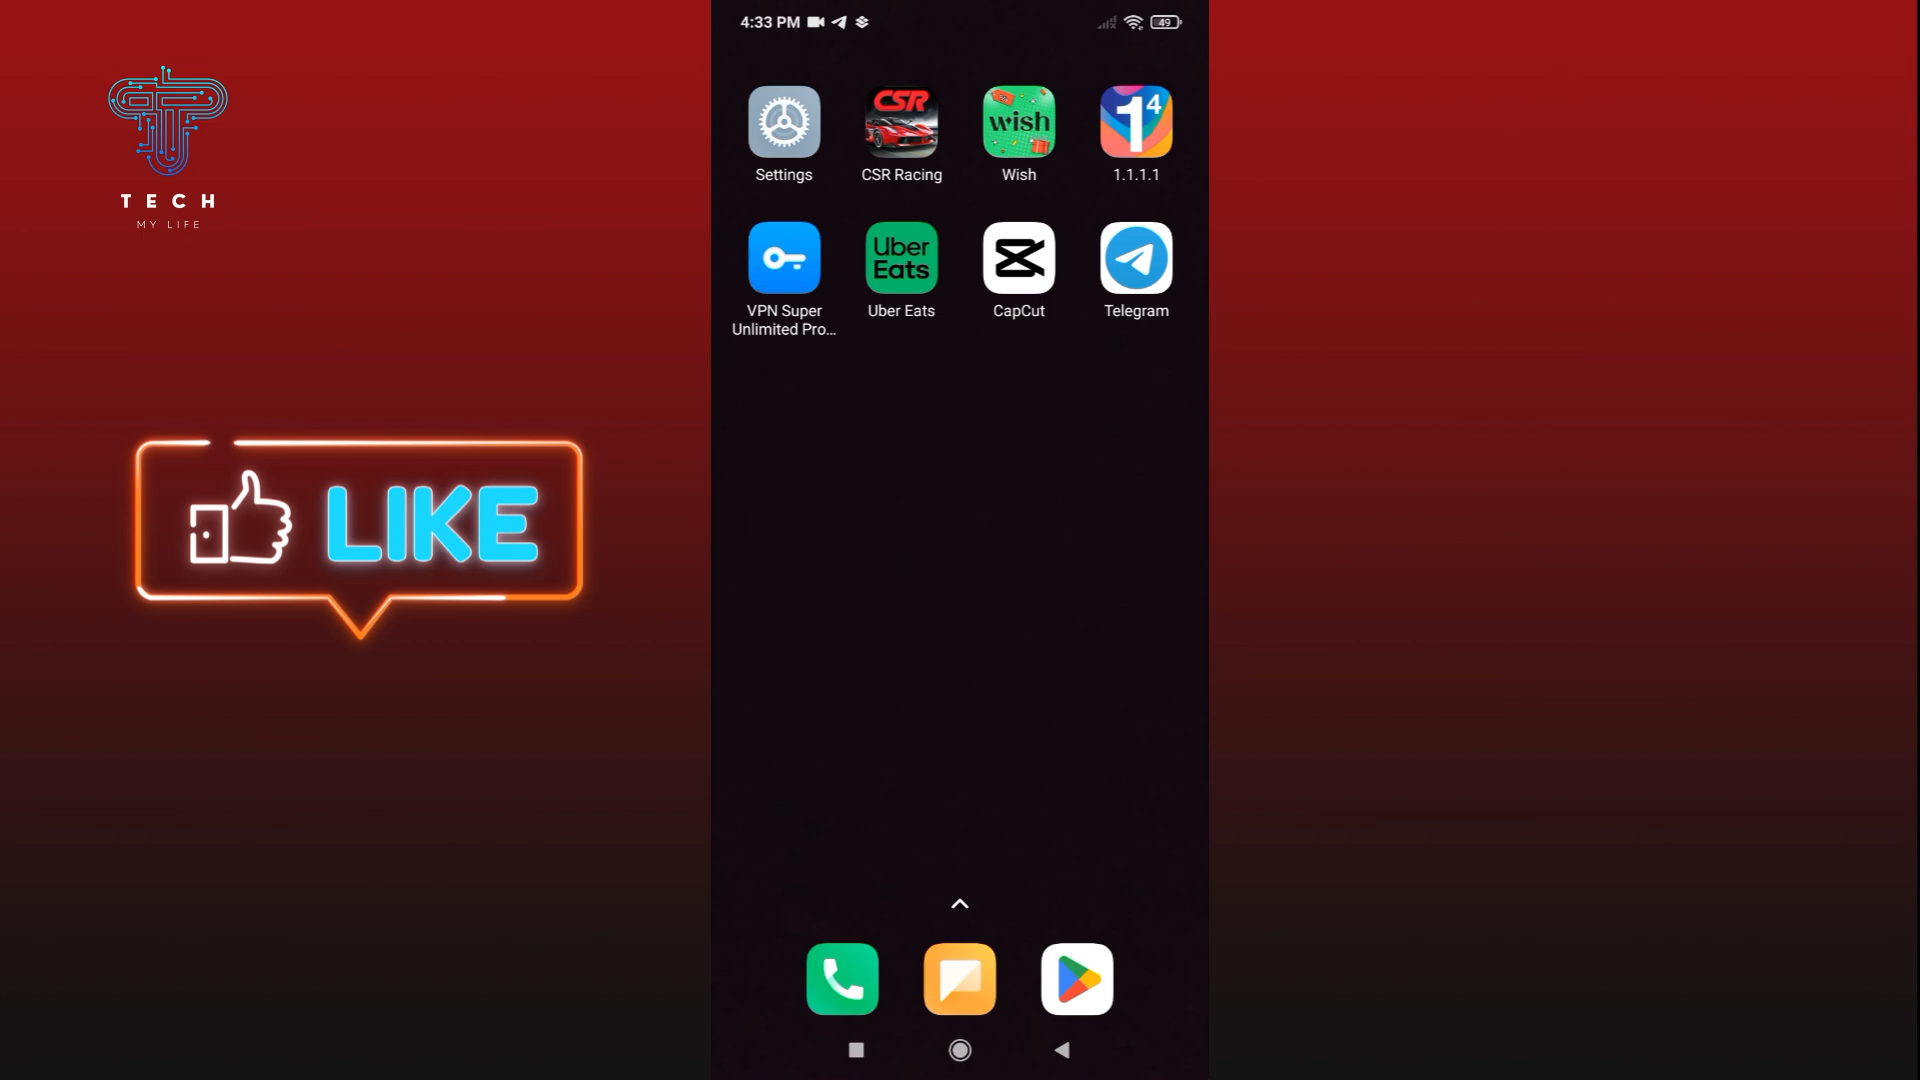 4:33 PM
49
TECH
MY LIFE
CSR
wish
1⁴
Settings
CSR Racing
Wish
1.1.1.1
Uber
Eats
VPN Super
Unlimited Pro...
Uber Eats
CapCut
Telegram
LIKE